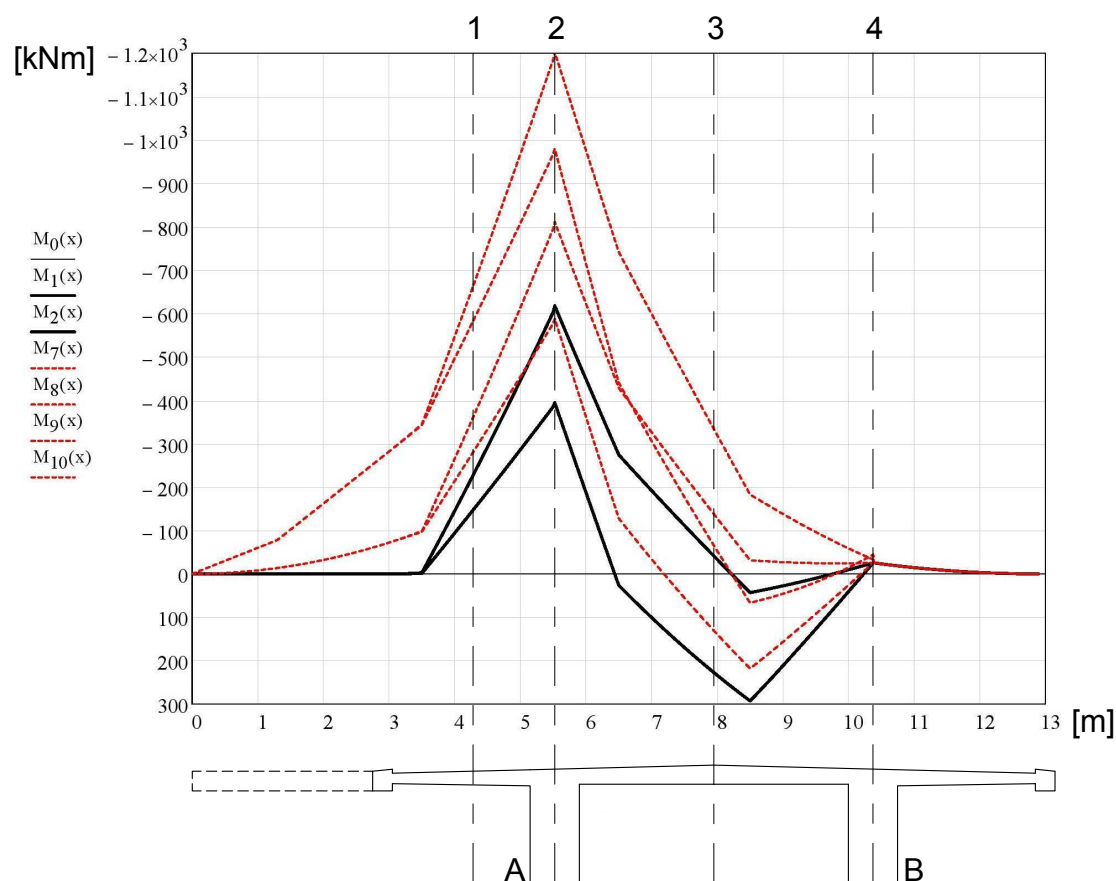 1 2 3 4
[kNm]
− 1.2×10³
− 1.1×10³
− 1×10³
− 900
− 800
− 700
− 600
− 500
− 400
− 300
− 200
− 100
0
100
200
300
M₀(x)
M₁(x)
M₂(x)
M₇(x)
M₈(x)
M₉(x)
M₁₀(x)
0 1 2 3 4 5 6 7 8 9 10 11 12 13 [m]
A B